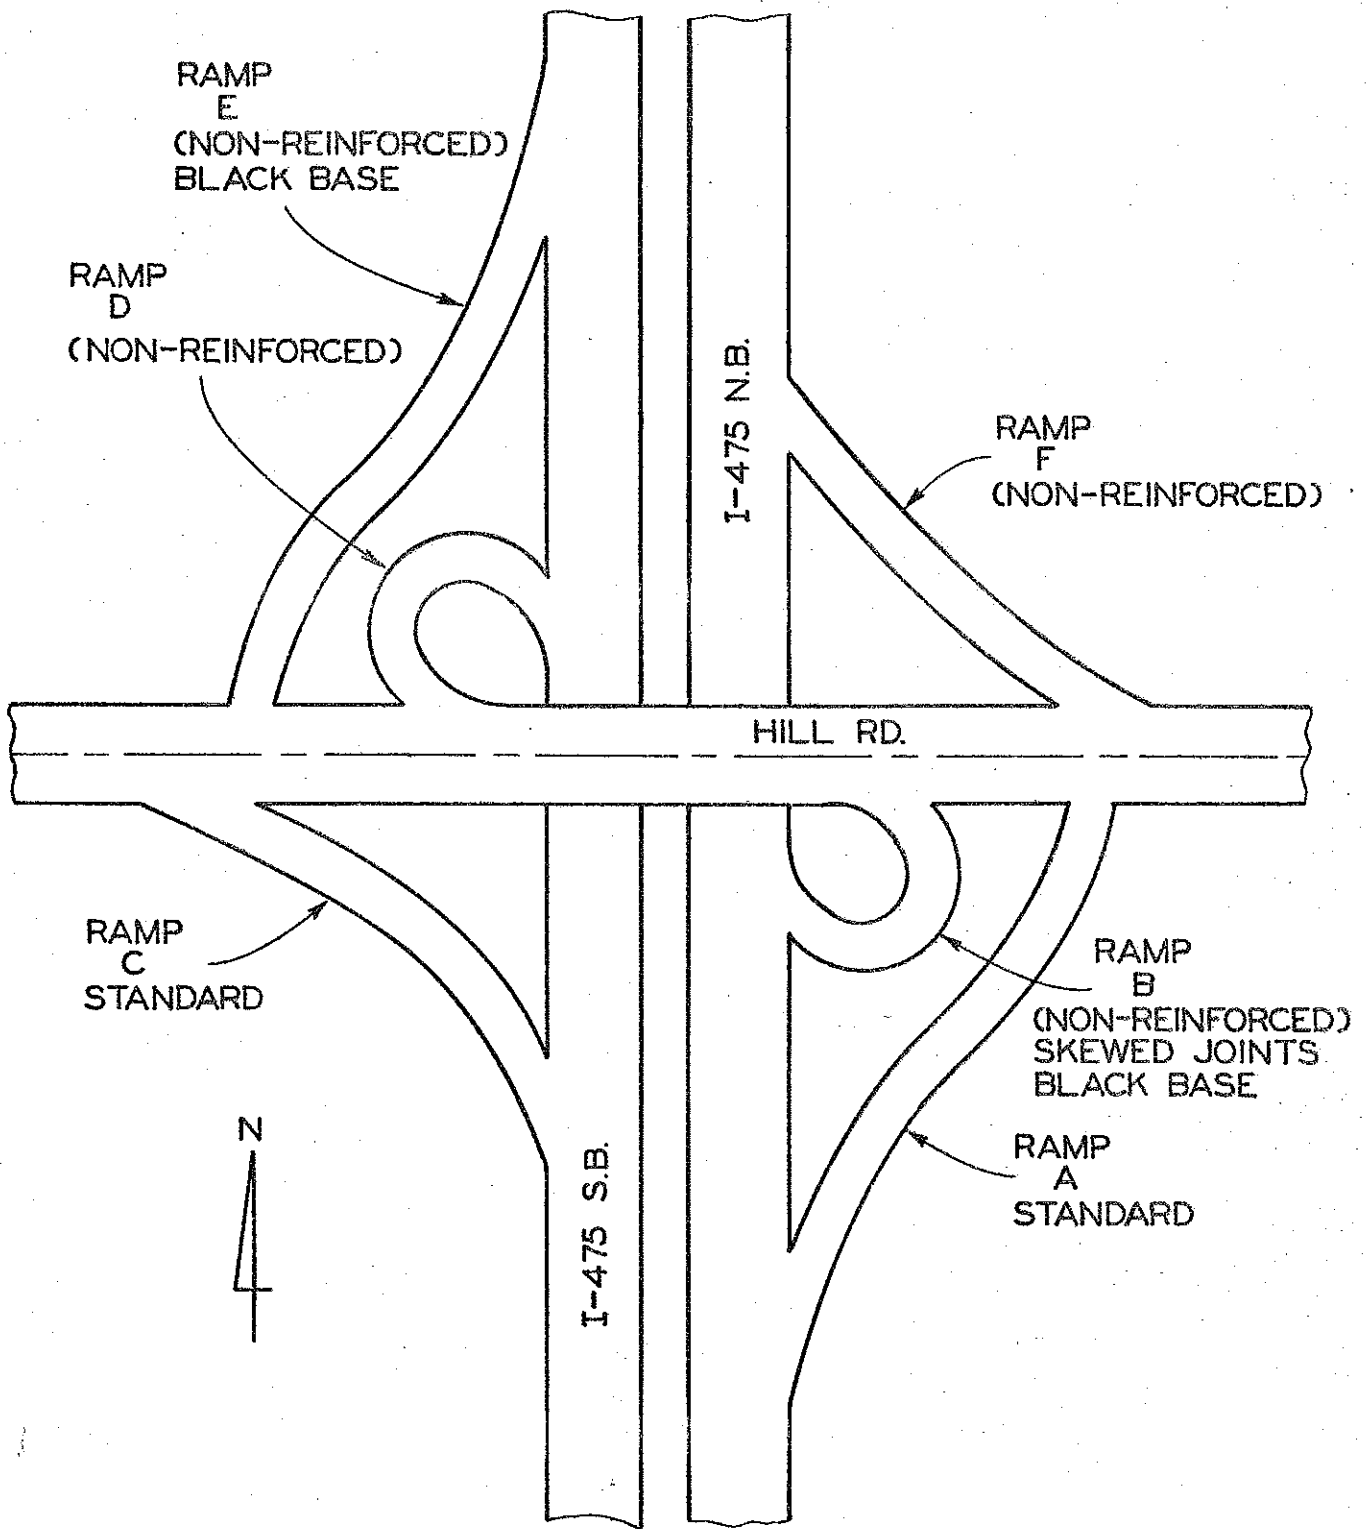 RAMP
E
(NON-REINFORCED)
BLACK BASE
RAMP
D
(NON-REINFORCED)
I-475 N.B.
RAMP
F
(NON-REINFORCED)
HILL RD.
RAMP
C
STANDARD
RAMP
B
(NON-REINFORCED)
SKEWED JOINTS
BLACK BASE
N
RAMP
A
STANDARD
I-475 S.B.